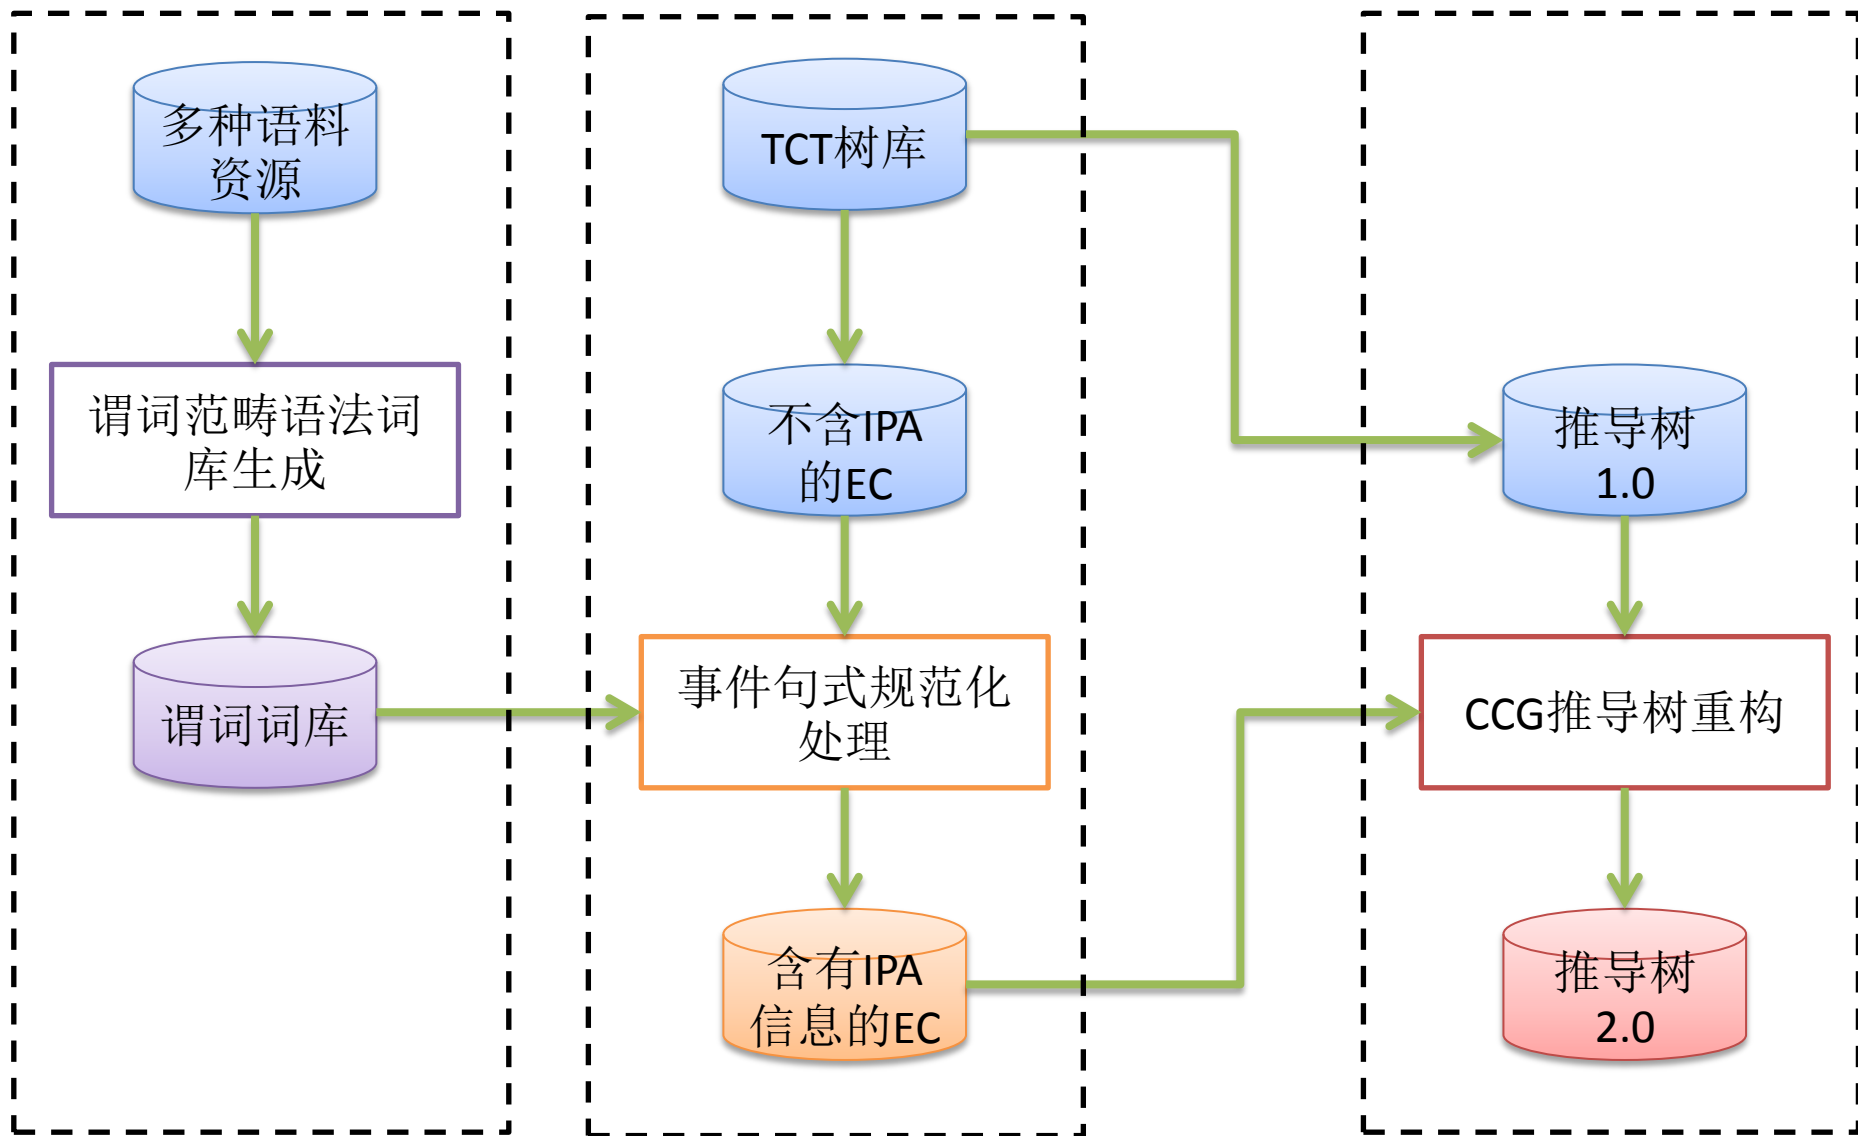 多种语料
资源
谓词范畴语法词
库生成
谓词词库
TCT树库
不含IPA
的EC
事件句式规范化
处理
含有IPA
信息的EC
推导树
1.0
CCG推导树重构
推导树
2.0